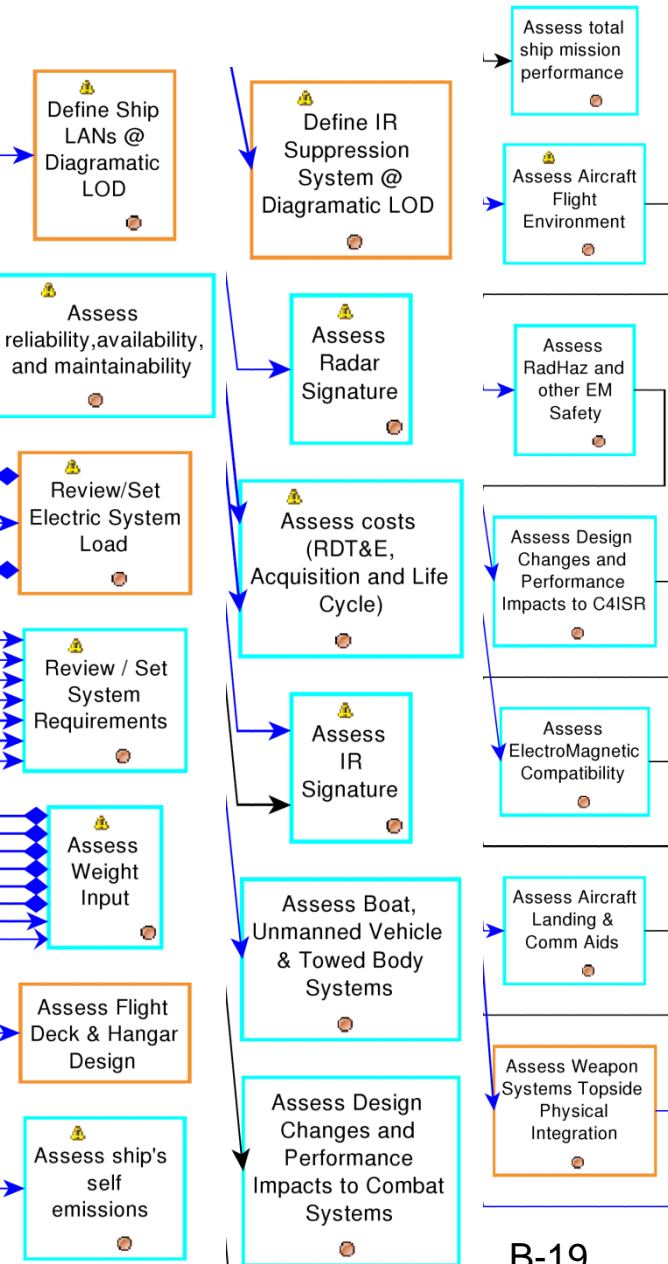 Define Ship
LANs @
Diagramatic
LOD
Assess
reliability,availability,
and maintainability
Review/Set
Electric System
Load
Review / Set
System
Requirements
Assess
Weight
Input
Assess Flight
Deck & Hangar
Design
Assess ship's
self
emissions
Define IR
Suppression
System @
Diagramatic LOD
Assess
Radar
Signature
Assess costs
(RDT&E,
Acquisition and Life
Cycle)
Assess
IR
Signature
Assess Boat,
Unmanned Vehicle
& Towed Body
Systems
Assess Design
Changes and
Performance
Impacts to Combat
Systems
Assess total
ship mission
performance
Assess Aircraft
Flight
Environment
Assess
RadHaz and
other EM
Safety
Assess Design
Changes and
Performance
Impacts to C4ISR
Assess
ElectroMagnetic
Compatibility
Assess Aircraft
Landing &
Comm Aids
Assess Weapon
Systems Topside
Physical
Integration
B-19